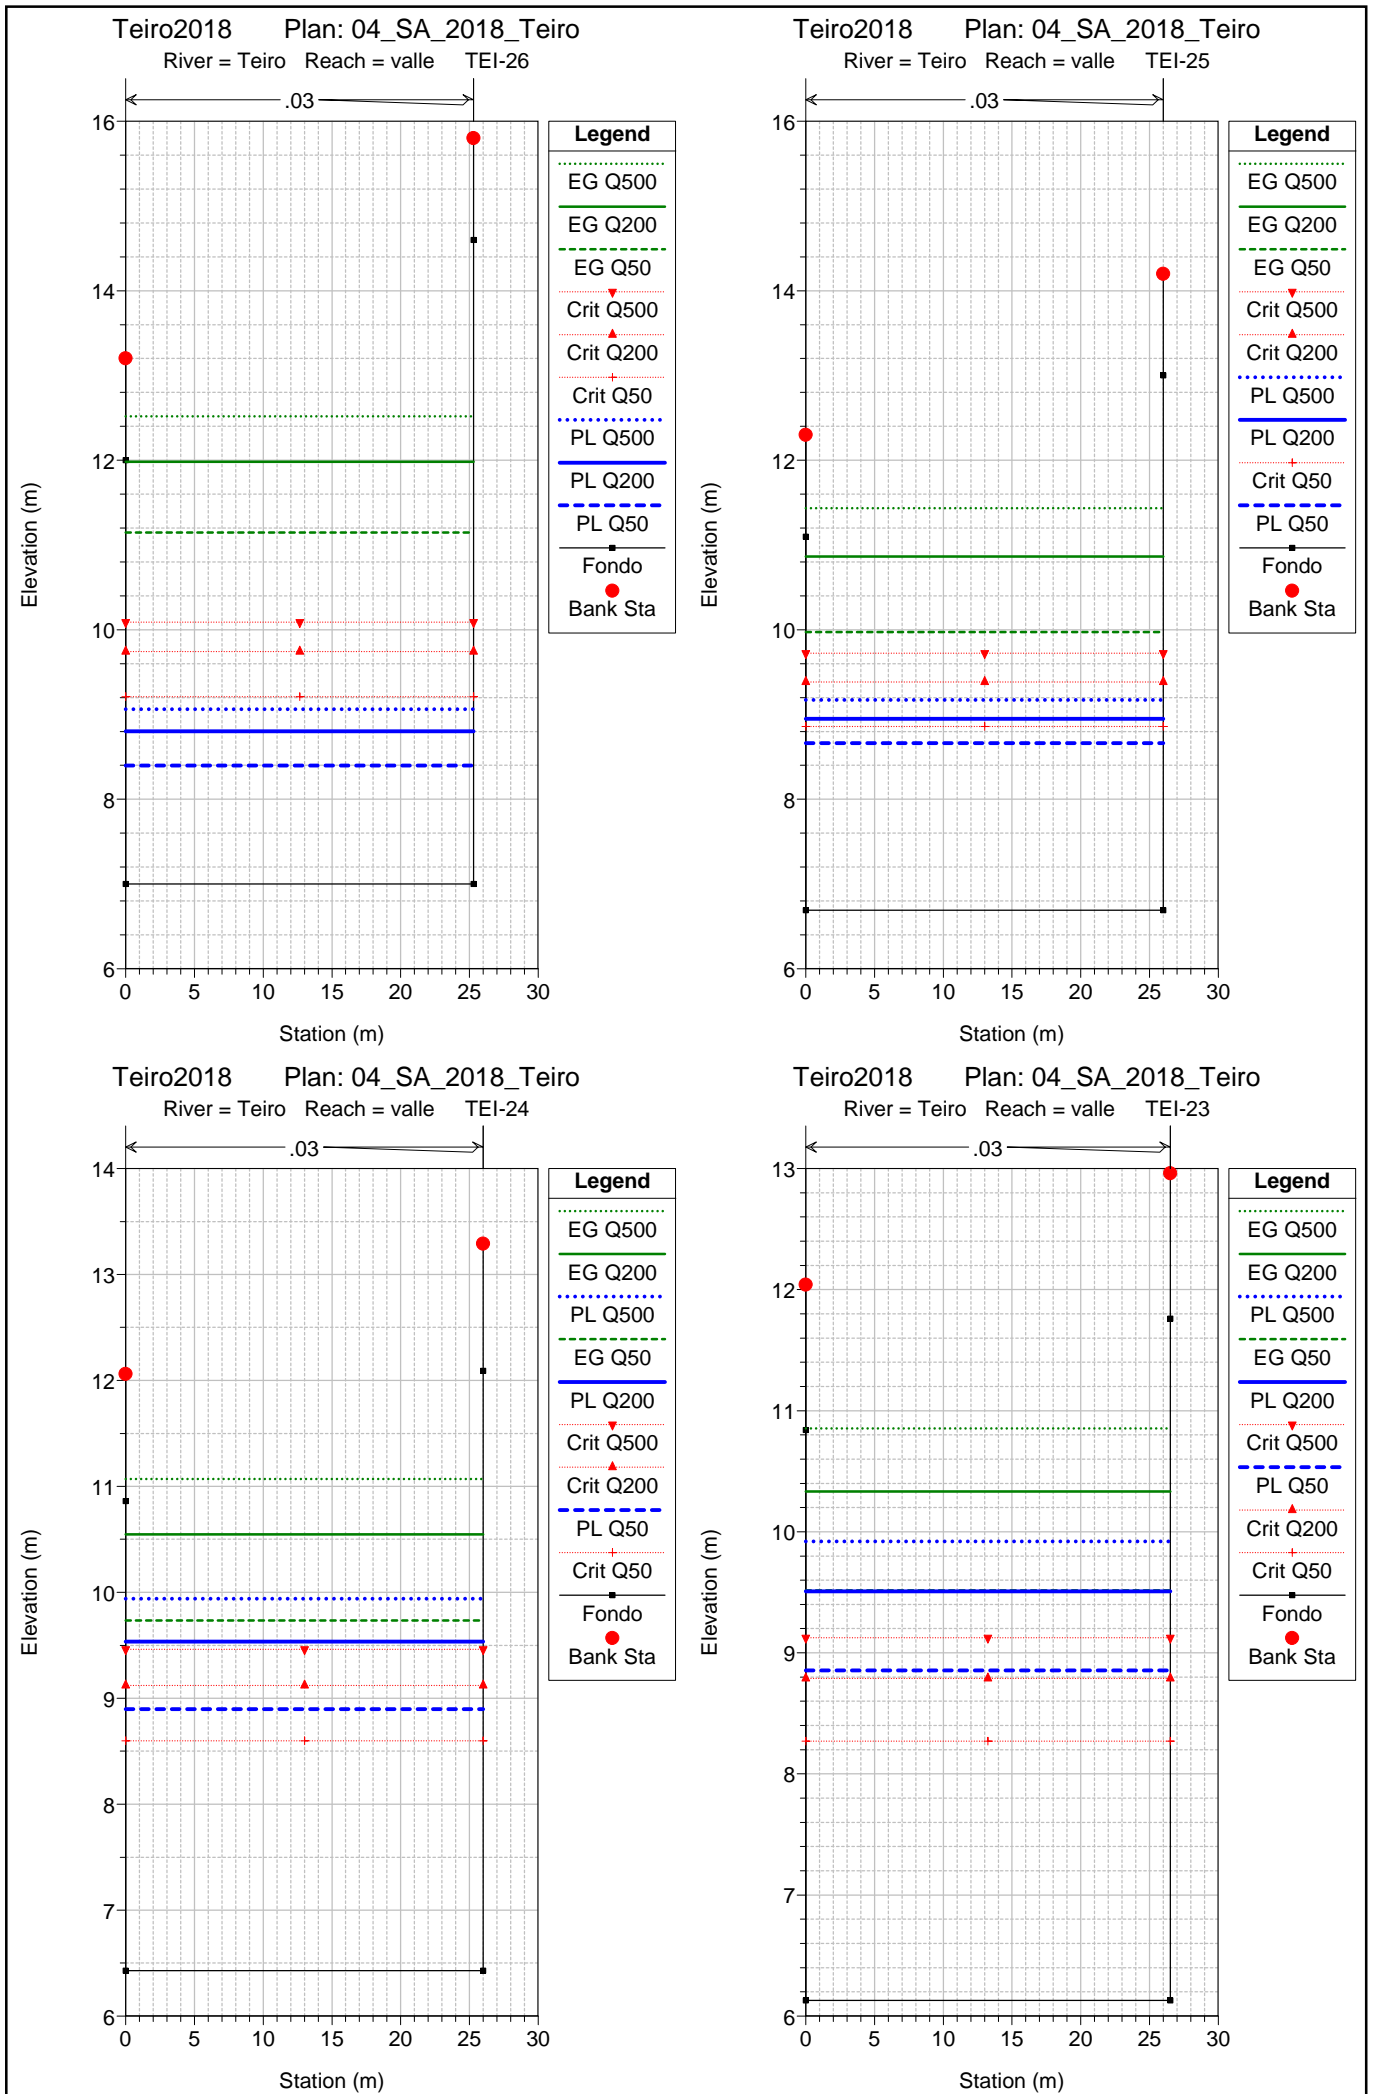 Teiro2018 Plan: 04_SA_2018_Teiro
River = Teiro Reach = valle TEI-26
.03
16
14
12
10
8
6
Elevation (m)
0 5 10 15 20 25 30
Station (m)
Legend
EG Q500
EG Q200
EG Q50
Crit Q500
Crit Q200
Crit Q50
PL Q500
PL Q200
PL Q50
Fondo
Bank Sta
Teiro2018 Plan: 04_SA_2018_Teiro
River = Teiro Reach = valle TEI-25
.03
16
14
12
10
8
6
Elevation (m)
0 5 10 15 20 25 30
Station (m)
Legend
EG Q500
EG Q200
EG Q50
Crit Q500
Crit Q200
PL Q500
PL Q200
Crit Q50
PL Q50
Fondo
Bank Sta
Teiro2018 Plan: 04_SA_2018_Teiro
River = Teiro Reach = valle TEI-24
.03
14
13
12
11
10
9
8
7
6
Elevation (m)
0 5 10 15 20 25 30
Station (m)
Legend
EG Q500
EG Q200
PL Q500
EG Q50
PL Q200
Crit Q500
Crit Q200
PL Q50
Crit Q50
Fondo
Bank Sta
Teiro2018 Plan: 04_SA_2018_Teiro
River = Teiro Reach = valle TEI-23
.03
13
12
11
10
9
8
7
6
Elevation (m)
0 5 10 15 20 25 30
Station (m)
Legend
EG Q500
EG Q200
PL Q500
EG Q50
PL Q200
Crit Q500
PL Q50
Crit Q200
Crit Q50
Fondo
Bank Sta